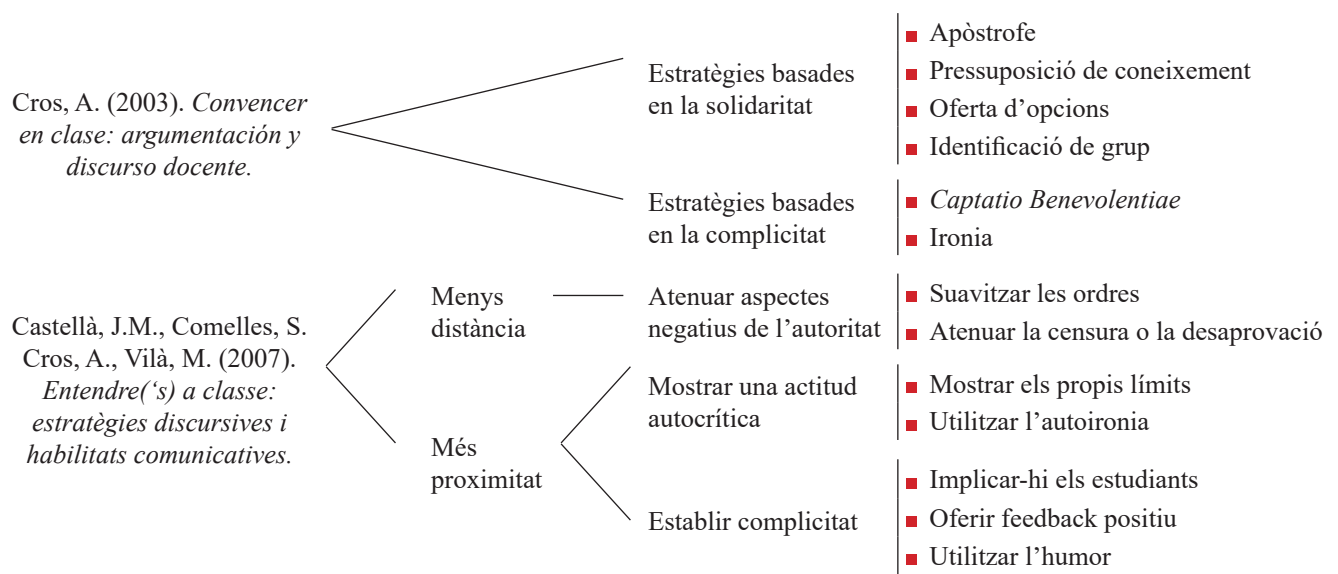 Cros, A. (2003). Convencer
en clase: argumentación y
discurso docente.
Estratègies basades
en la solidaritat
Apòstrofe
Pressuposició de coneixement
Oferta d’opcions
Identificació de grup
Estratègies basades
en la complicitat
Captatio Benevolentiae
Ironia
Castellà, J.M., Comelles, S.
Cros, A., Vilà, M. (2007).
Entendre(‘s) a classe:
estratègies discursives i
habilitats comunicatives.
Menys
distància
Atenuar aspectes
negatius de l’autoritat
Suavitzar les ordres
Atenuar la censura o la desaprovació
Més
proximitat
Mostrar una actitud
autocrítica
Mostrar els propis límits
Utilitzar l’autoironia
Establir complicitat
Implicar-hi els estudiants
Oferir feedback positiu
Utilitzar l’humor